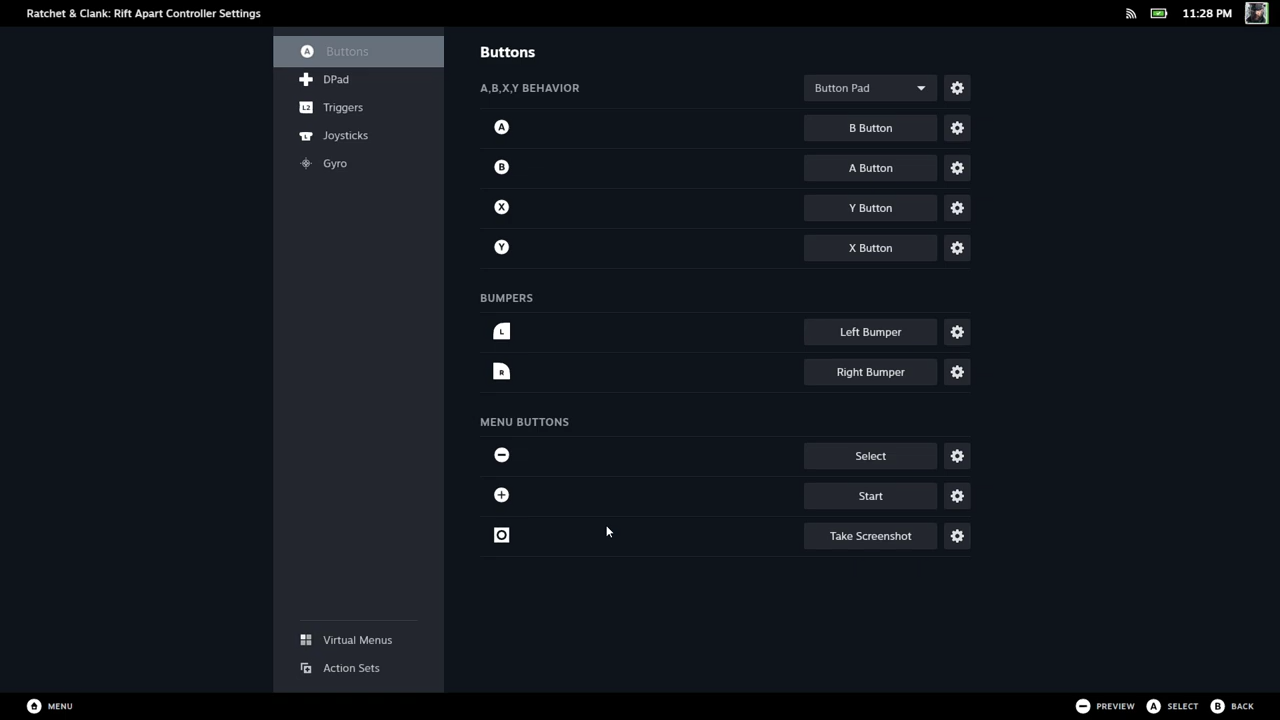 Ratchet & Clank: Rift Apart Controller Settings
11:28 PM
A Buttons
DPad
L2 Triggers
L Joysticks
Gyro
Virtual Menus
Action Sets
Buttons
A,B,X,Y BEHAVIOR Button Pad
A B Button
B A Button
X Y Button
Y X Button
BUMPERS
L Left Bumper
R Right Bumper
MENU BUTTONS
Select
Start
Take Screenshot
MENU
PREVIEW A SELECT B BACK